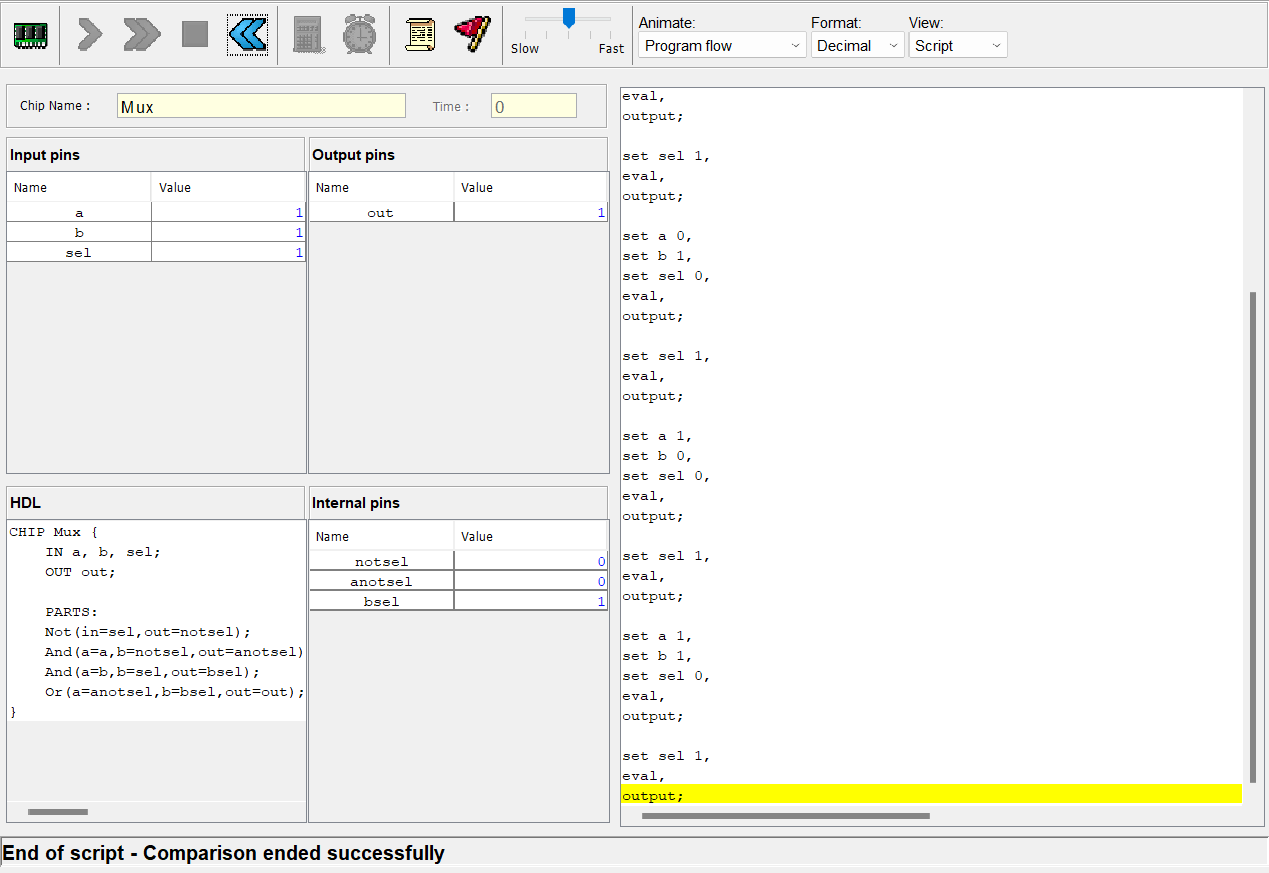 Slow Fast
Animate: Format: View:
Program flow Decimal Script
Chip Name : Mux Time : 0
Input pins
Name Value
a 1
b 1
sel 1
Output pins
Name Value
out 1
HDL
CHIP Mux {
IN a, b, sel;
OUT out;
PARTS:
Not(in=sel,out=notsel);
And(a=a,b=notsel,out=anotsel)
And(a=b,b=sel,out=bsel);
Or(a=anotsel,b=bsel,out=out);
}
Internal pins
Name Value
notsel 0
anotsel 0
bsel 1
eval,
output;
set sel 1,
eval,
output;
set a 0,
set b 1,
set sel 0,
eval,
output;
set sel 1,
eval,
output;
set a 1,
set b 0,
set sel 0,
eval,
output;
set sel 1,
eval,
output;
set a 1,
set b 1,
set sel 0,
eval,
output;
set sel 1,
eval,
output;
End of script - Comparison ended successfully